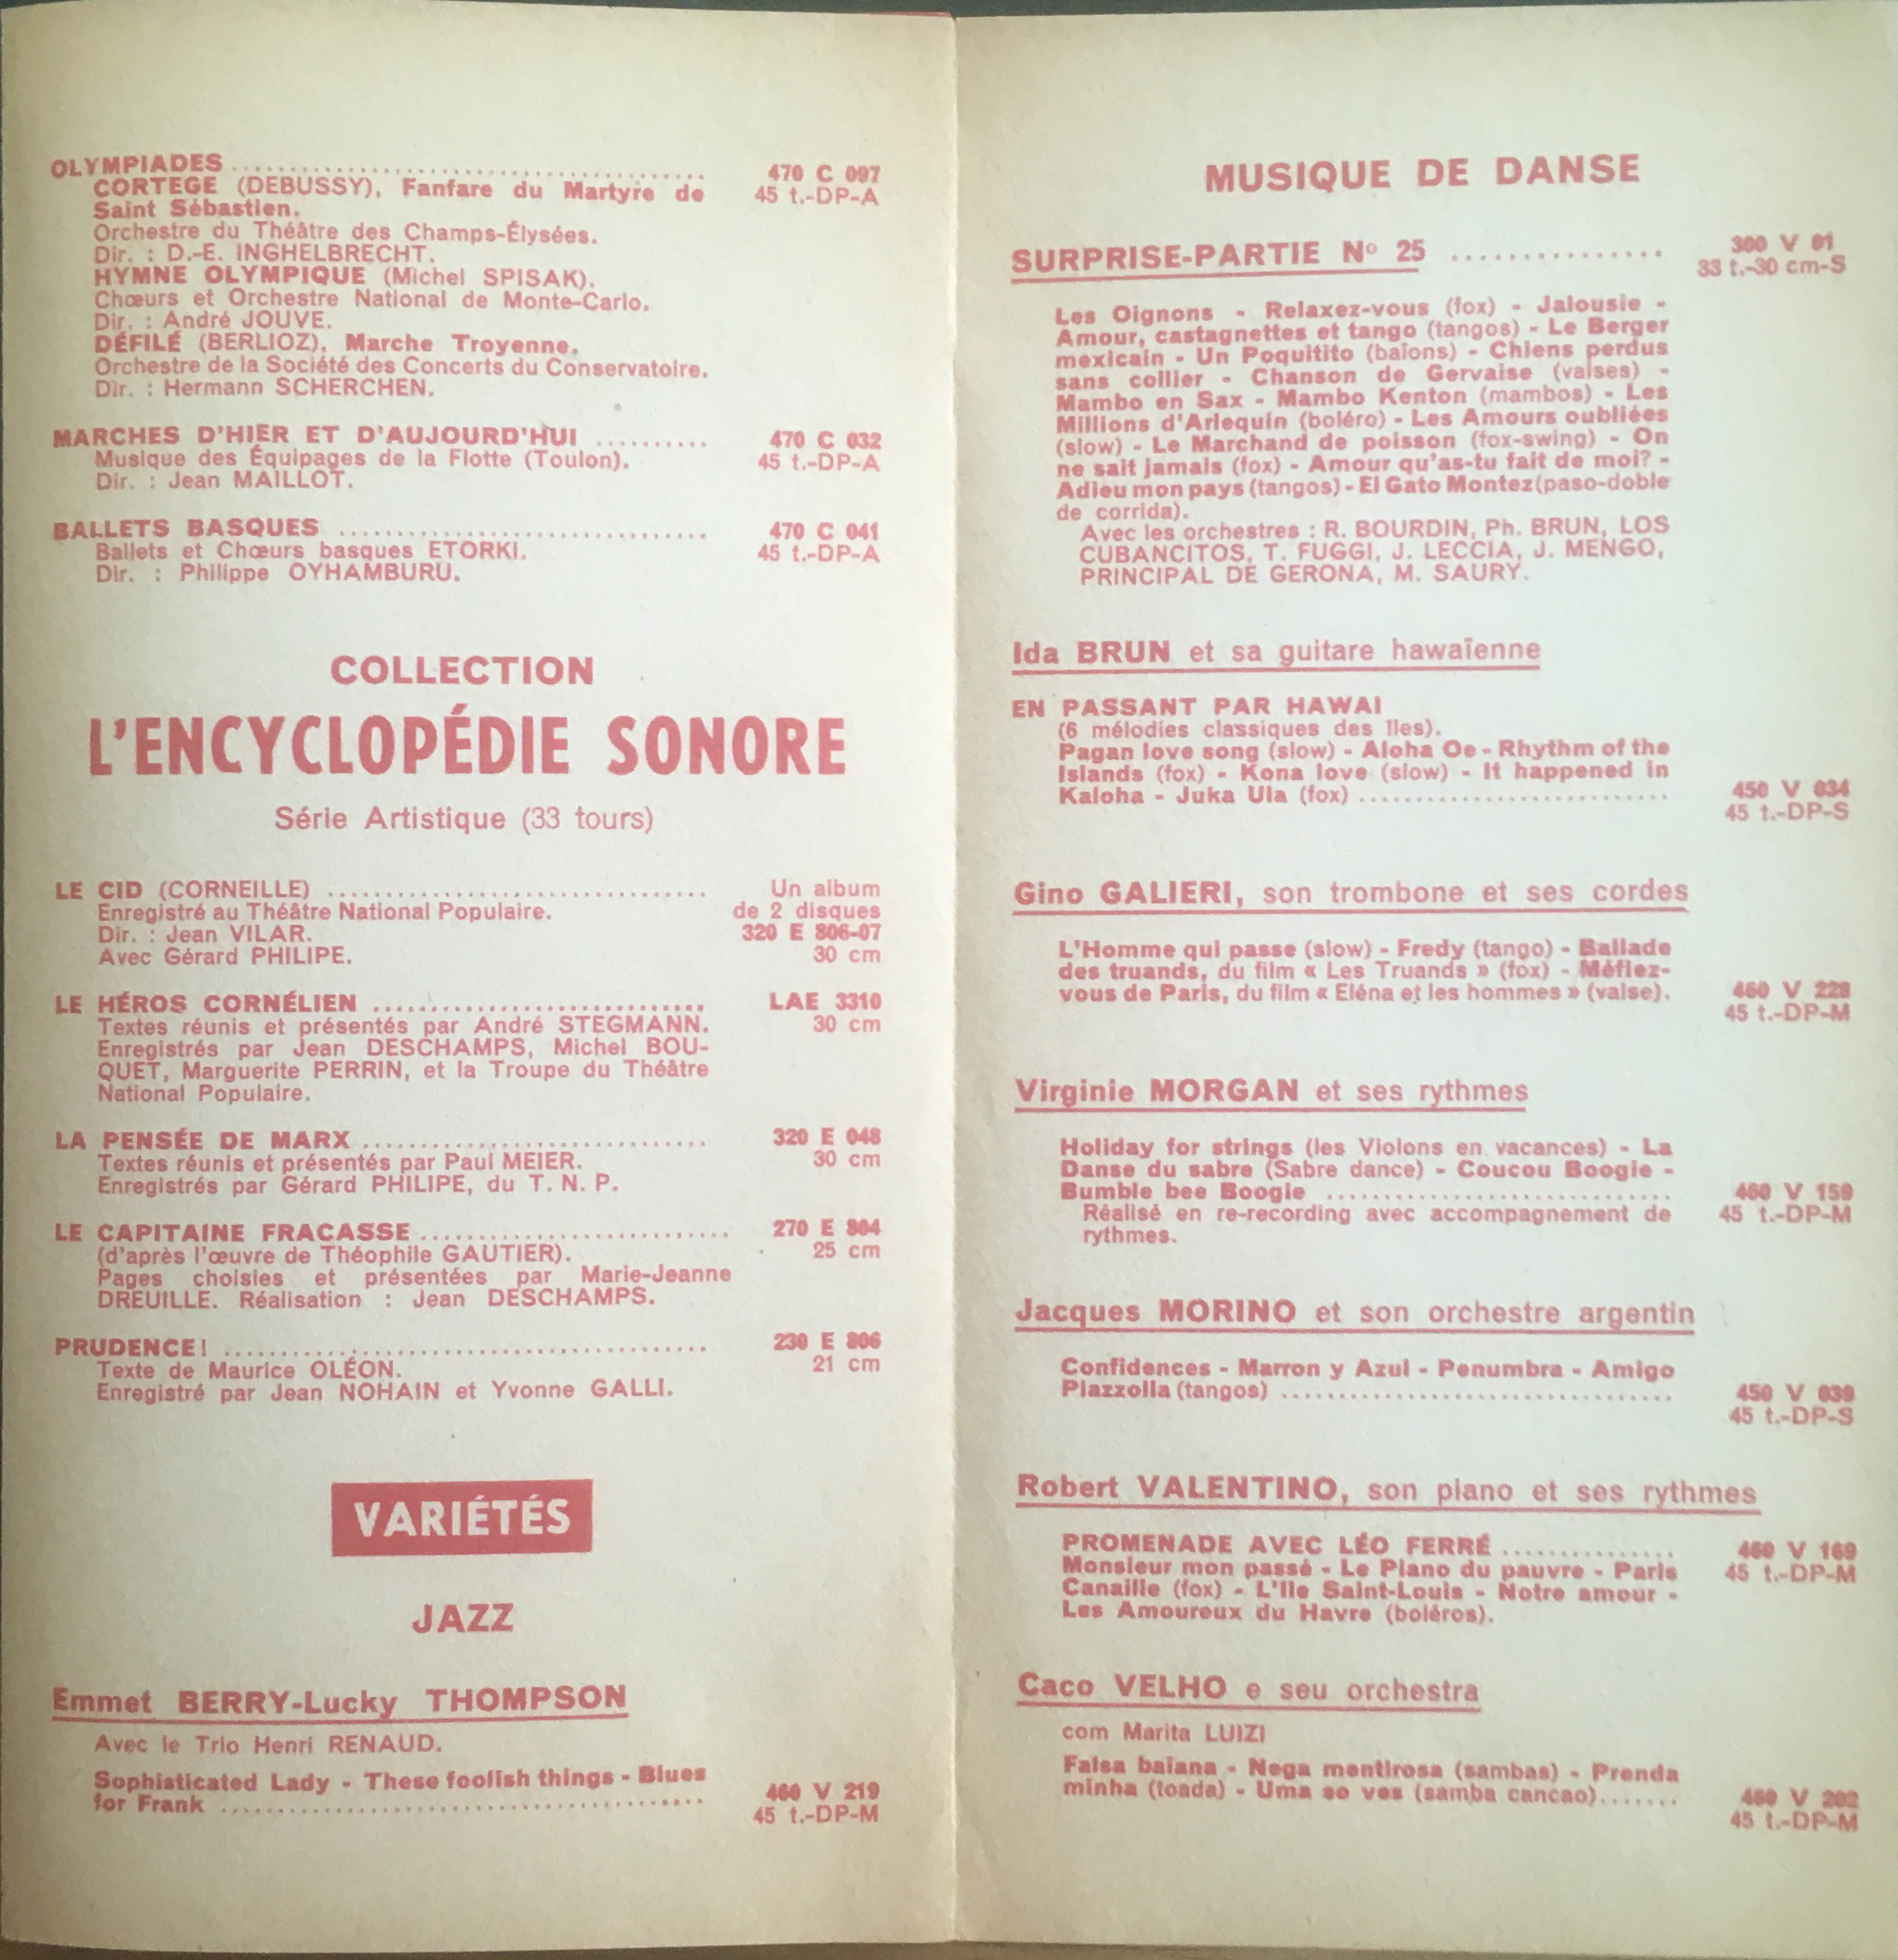 OLYMPIADES ........................................ 470 C 097
CORTEGE (DEBUSSY), Fanfare du Martyre de 45 t.-DP-A
Saint Sébastien.
Orchestre du Théâtre des Champs-Élysées.
Dir. : D.-E. INGHELBRECHT.
HYMNE OLYMPIQUE (Michel SPISAK).
Chœurs et Orchestre National de Monte-Carlo.
Dir. : André JOUVE.
DÉFILÉ (BERLIOZ), Marche Troyenne.
Orchestre de la Société des Concerts du Conservatoire.
Dir. : Hermann SCHERCHEN.
MARCHES D'HIER ET D'AUJOURD'HUI .......... 470 C 032
Musique des Équipages de la Flotte (Toulon). 45 t.-DP-A
Dir. : Jean MAILLOT.
BALLETS BASQUES ................................ 470 C 041
Ballets et Chœurs basques ETORKI. 45 t.-DP-A
Dir. : Philippe OYHAMBURU.
COLLECTION
L'ENCYCLOPÉDIE SONORE
Série Artistique (33 tours)
LE CID (CORNEILLE) ................................. Un album
Enregistré au Théâtre National Populaire. de 2 disques
Dir. : Jean VILAR. 320 E 806-07
Avec Gérard PHILIPE. 30 cm
LE HÉROS CORNÉLIEN ............................. LAE 3310
Textes réunis et présentés par André STEGMANN. 30 cm
Enregistrés par Jean DESCHAMPS, Michel BOU-
QUET, Marguerite PERRIN, et la Troupe du Théâtre
National Populaire.
LA PENSÉE DE MARX .............................. 320 E 048
Textes réunis et présentés par Paul MEIER. 30 cm
Enregistrés par Gérard PHILIPE, du T. N. P.
LE CAPITAINE FRACASSE ........................... 270 E 804
(d'après l'œuvre de Théophile GAUTIER). 25 cm
Pages choisies et présentées par Marie-Jeanne
DREUILLE. Réalisation : Jean DESCHAMPS.
PRUDENCE! .......................................... 230 E 806
Texte de Maurice OLÉON. 21 cm
Enregistré par Jean NOHAIN et Yvonne GALLI.
VARIÉTÉS
JAZZ
Emmet BERRY-Lucky THOMPSON
Avec le Trio Henri RENAUD.
Sophisticated Lady - These foolish things - Blues
for Frank .......................................... 460 V 219
45 t.-DP-M
MUSIQUE DE DANSE
SURPRISE-PARTIE Nº 25 ............... 300 V 01
33 t.-30 cm-S
Les Oignons - Relaxez-vous (fox) - Jalousie -
Amour, castagnettes et tango (tangos) - Le Berger
mexicain - Un Poquitito (baïons) - Chiens perdus
sans collier - Chanson de Gervaise (valses) -
Mambo en Sax - Mambo Kenton (mambos) - Les
Millions d'Arlequin (boléro) - Les Amours oubliées
(slow) - Le Marchand de poisson (fox-swing) - On
ne sait jamais (fox) - Amour qu'as-tu fait de moi? -
Adieu mon pays (tangos) - El Gato Montez (paso-doble
de corrida).
Avec les orchestres : R. BOURDIN, Ph. BRUN, LOS
CUBANCITOS, T. FUGGI, J. LECCIA, J. MENGO,
PRINCIPAL DE GERONA, M. SAURY.
Ida BRUN et sa guitare hawaïenne
EN PASSANT PAR HAWAI
(6 mélodies classiques des îles).
Pagan love song (slow) - Aloha Oe - Rhythm of the
Islands (fox) - Kona love (slow) - It happened in
Kaloha - Juka Ula (fox) ........................... 450 V 034
45 t.-DP-S
Gino GALIERI, son trombone et ses cordes
L'Homme qui passe (slow) - Fredy (tango) - Ballade
des truands, du film « Les Truands » (fox) - Méfiez-
vous de Paris, du film « Eléna et les hommes » (valse). 460 V 228
45 t.-DP-M
Virginie MORGAN et ses rythmes
Holiday for strings (les Violons en vacances) - La
Danse du sabre (Sabre dance) - Coucou Boogie -
Bumble bee Boogie .............................. 460 V 159
Réalisé en re-recording avec accompagnement de 45 t.-DP-M
rythmes.
Jacques MORINO et son orchestre argentin
Confidences - Marron y Azul - Penumbra - Amigo
Piazzolla (tangos) .................................. 450 V 039
45 t.-DP-S
Robert VALENTINO, son piano et ses rythmes
PROMENADE AVEC LÉO FERRÉ ............... 460 V 169
Monsieur mon passé - Le Piano du pauvre - Paris 45 t.-DP-M
Canaille (fox) - L'Ile Saint-Louis - Notre amour -
Les Amoureux du Havre (boléros).
Caco VELHO e seu orchestra
com Marita LUIZI
Falsa baïana - Nega mentirosa (sambas) - Prenda
minha (toada) - Uma so ves (samba cancao)....... 460 V 202
45 t.-DP-M